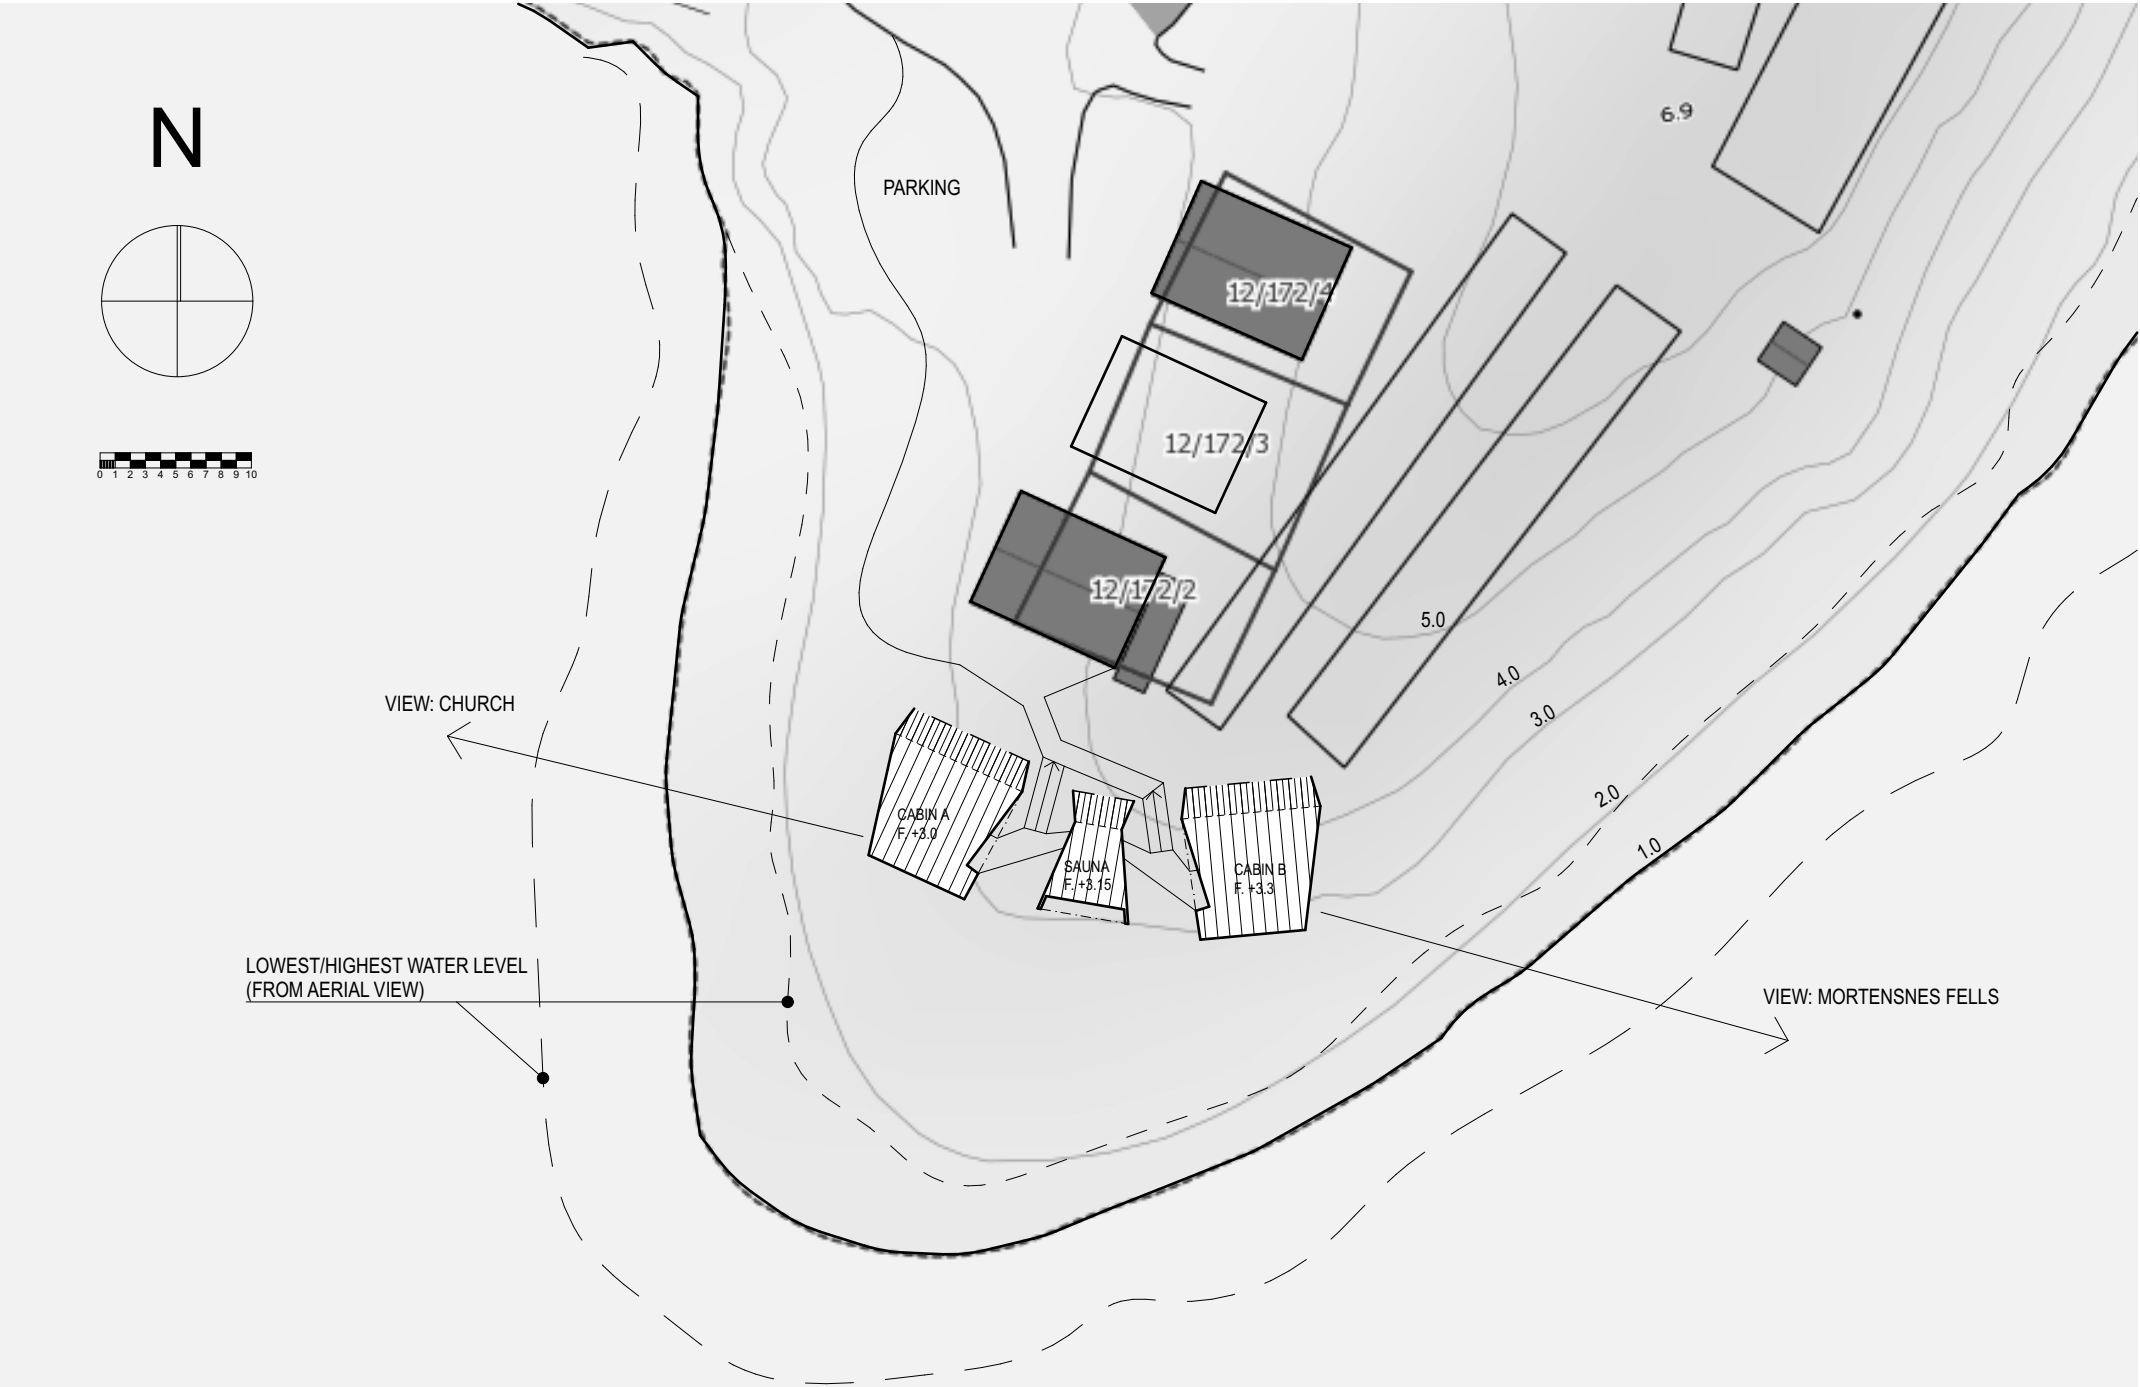 N
0 1 2 3 4 5 6 7 8 9 10
PARKING
6.9
12/172/4
12/172/3
12/172/2
5.0
4.0
3.0
2.0
1.0
VIEW: CHURCH
CABIN A
F. +3.0
SAUNA
F. +3.15
CABIN B
F. +3.3
LOWEST/HIGHEST WATER LEVEL
(FROM AERIAL VIEW)
VIEW: MORTENSNES FELLS